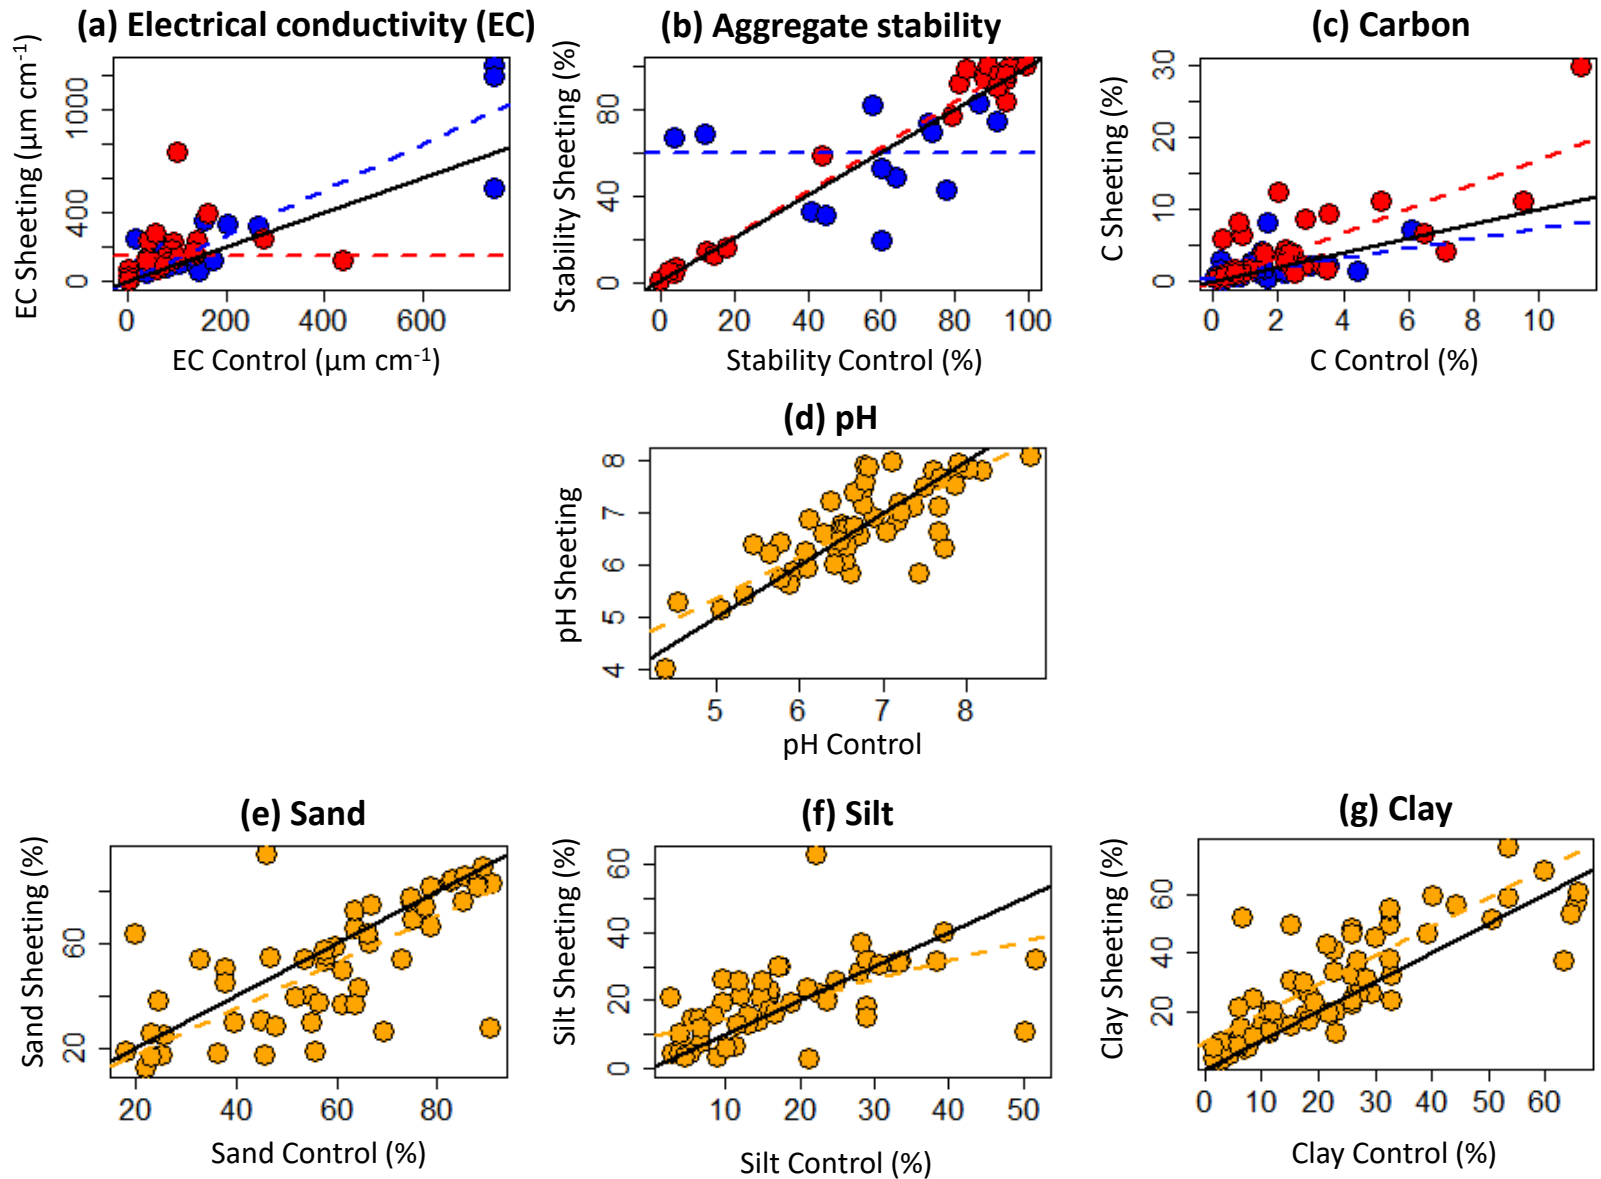 (a) Electrical conductivity (EC)
EC Sheeting (µm cm-1)
0 400 1000
0 200 400 600
EC Control (µm cm-1)
(b) Aggregate stability
Stability Sheeting (%)
0 40 80
0 20 40 60 80 100
Stability Control (%)
(c) Carbon
C Sheeting (%)
0 10 20 30
0 2 4 6 8 10
C Control (%)
(d) pH
pH Sheeting
4 5 6 7 8
5 6 7 8
pH Control
(e) Sand
Sand Sheeting (%)
20 60
20 40 60 80
Sand Control (%)
(f) Silt
Silt Sheeting (%)
0 20 40 60
10 20 30 40 50
Silt Control (%)
(g) Clay
Clay Sheeting (%)
20 40 60
0 10 20 30 40 50 60
Clay Control (%)